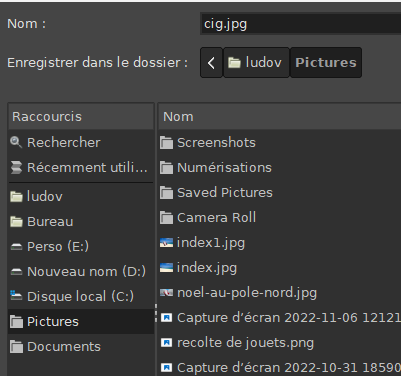 Nom :
cig.jpg
Enregistrer dans le dossier :
ludov
Pictures
Raccourcis
Rechercher
Récemment utili...
ludov
Bureau
Perso (E:)
Nouveau nom (D:)
Disque local (C:)
Pictures
Documents
Nom
Screenshots
Numérisations
Saved Pictures
Camera Roll
index1.jpg
index.jpg
noel-au-pole-nord.jpg
Capture d'écran 2022-11-06 12121
recolte de jouets.png
Capture d'écran 2022-10-31 18590